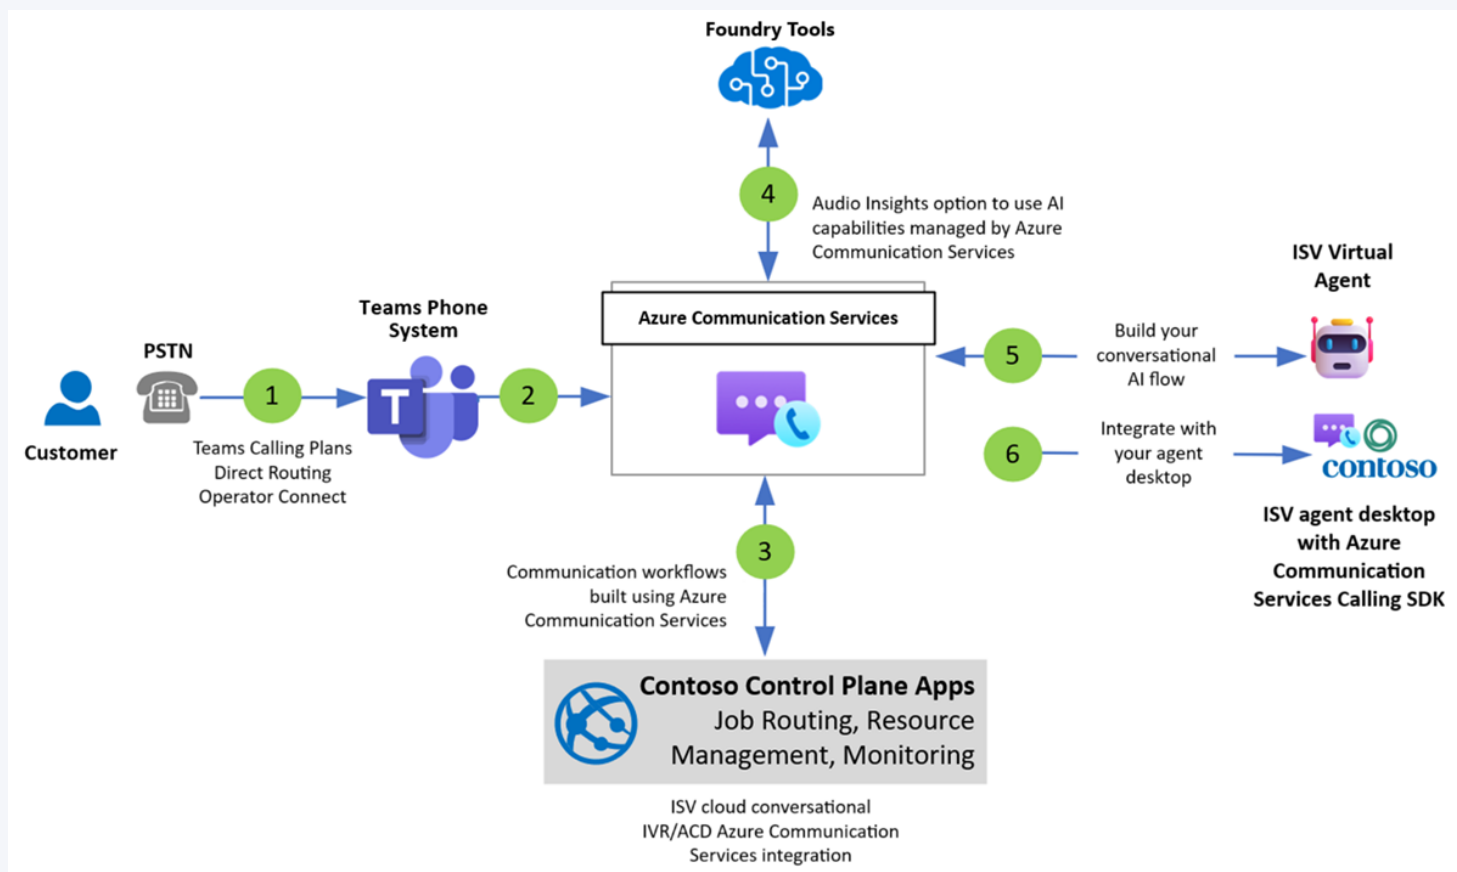 Foundry Tools
4
Audio Insights option to use AI
capabilities managed by Azure
Communication Services
ISV Virtual
Agent
Teams Phone
System
Azure Communication Services
PSTN
Customer
1
Teams Calling Plans
Direct Routing
Operator Connect
T
2
5
Build your
conversational
AI flow
6
Integrate with
your agent
desktop
contoso
ISV agent desktop
with Azure
Communication
Services Calling SDK
3
Communication workflows
built using Azure
Communication Services
Contoso Control Plane Apps
Job Routing, Resource
Management, Monitoring
ISV cloud conversational
IVR/ACD Azure Communication
Services integration